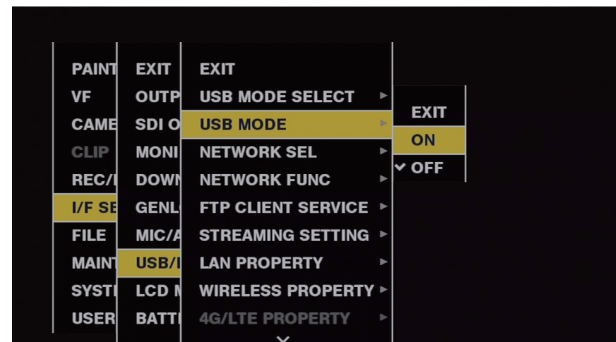 PAINT
VF
CAME
CLIP
REC/
I/F SE
FILE
MAINT
SYST
USER
EXIT
OUTP
SDI O
MONI
DOWN
GENL
MIC/A
USB/
LCD
BATT
EXIT
USB MODE SELECT
USB MODE
NETWORK SEL
NETWORK FUNC
FTP CLIENT SERVICE
STREAMING SETTING
LAN PROPERTY
WIRELESS PROPERTY
4G/LTE PROPERTY
EXIT
ON
OFF